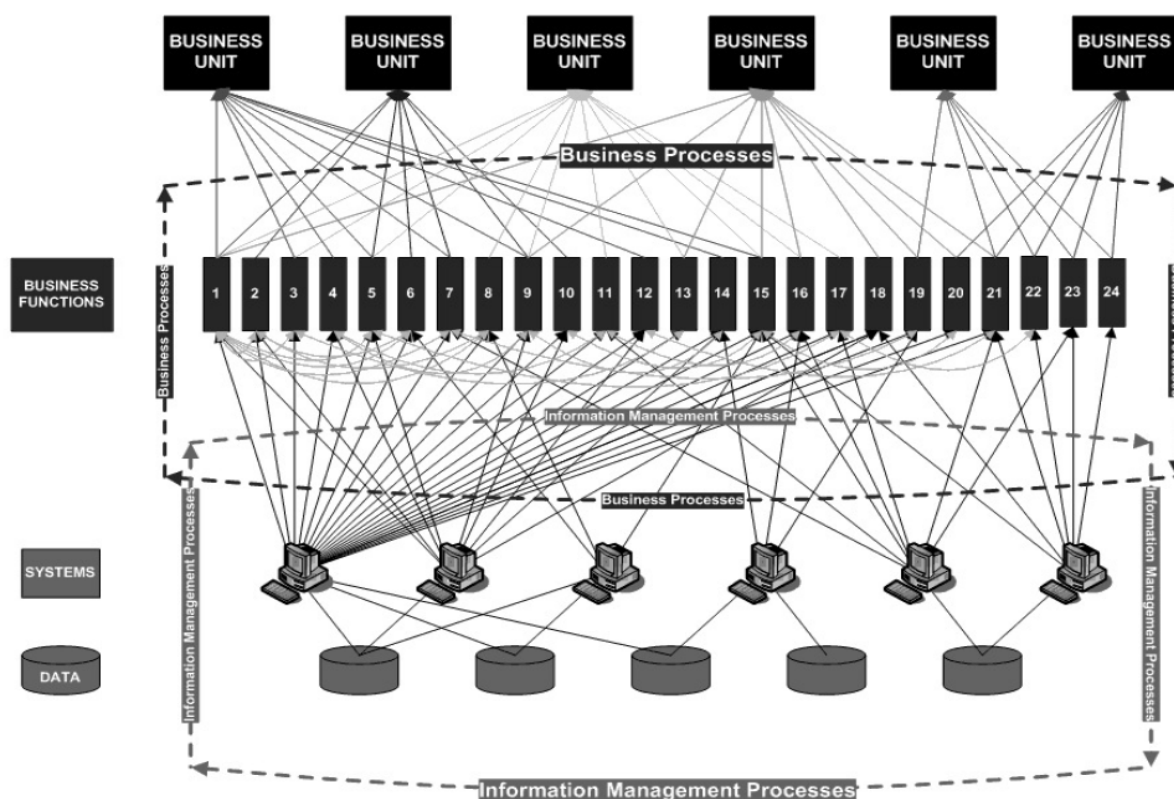 BUSINESS
UNIT
BUSINESS
UNIT
BUSINESS
UNIT
BUSINESS
UNIT
BUSINESS
UNIT
BUSINESS
UNIT
Business Processes
BUSINESS
FUNCTIONS
1 2 3 4 5 6 7 8 9 10 11 12 13 14 15 16 17 18 19 20 21 22 23 24
Business Processes
Information Management Processes
Business Processes
SYSTEMS
Information Management Processes
Information Management Processes
DATA
Information Management Processes